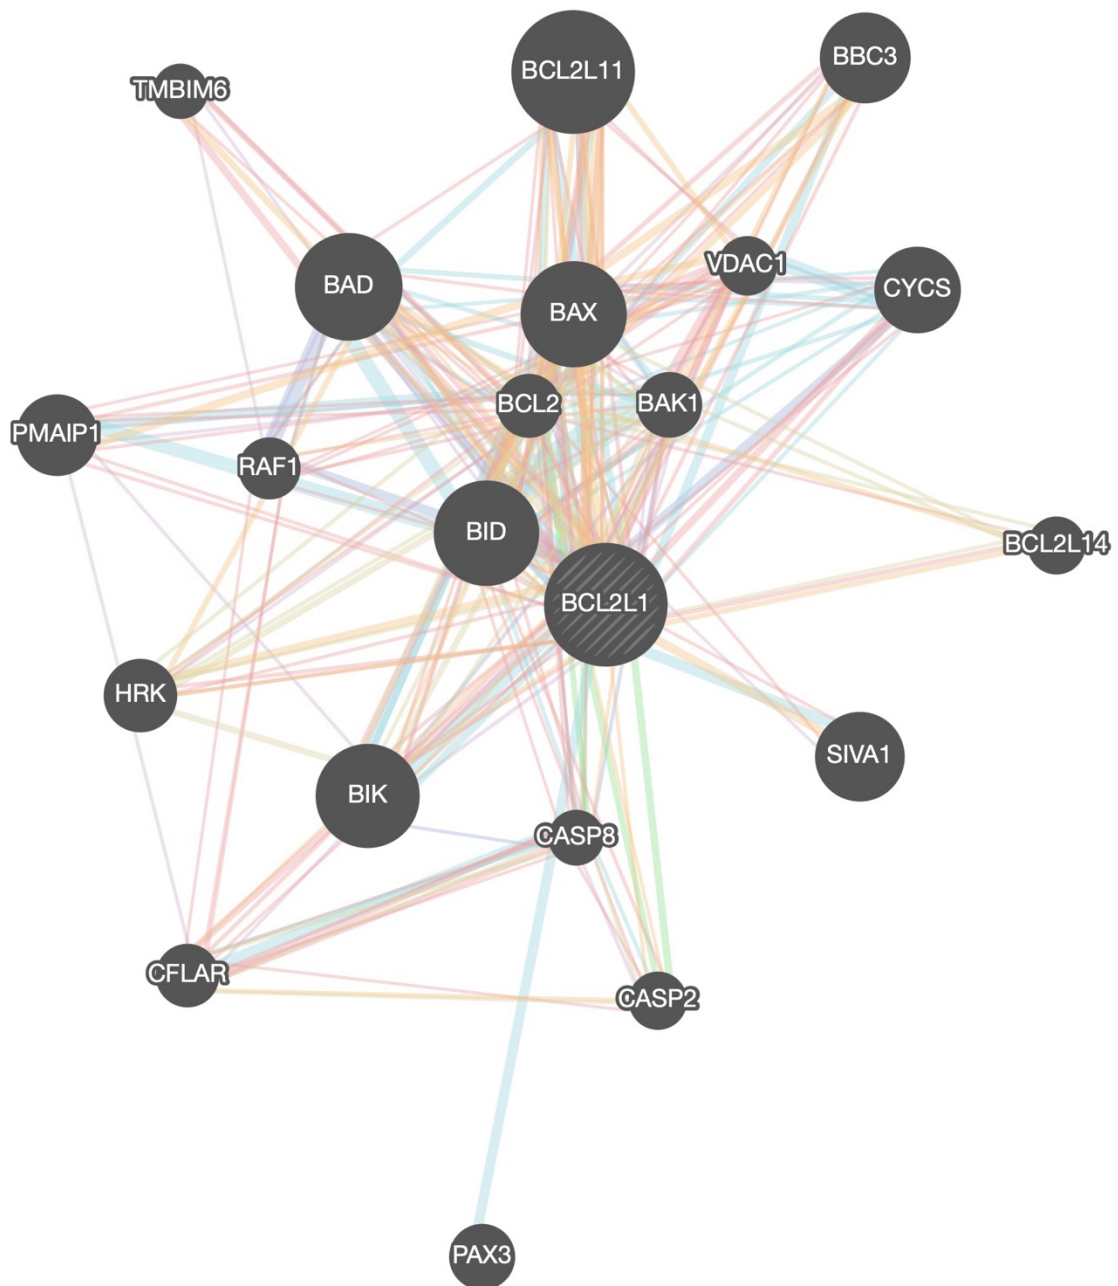 BCL2L11
BBC3
TMBIM6
VDAC1
BAD
CYCS
BAX
BCL2
BAK1
PMAIP1
RAF1
BID
BCL2L14
BCL2L1
HRK
SIVA1
BIK
CASP8
CFLAR
CASP2
PAX3